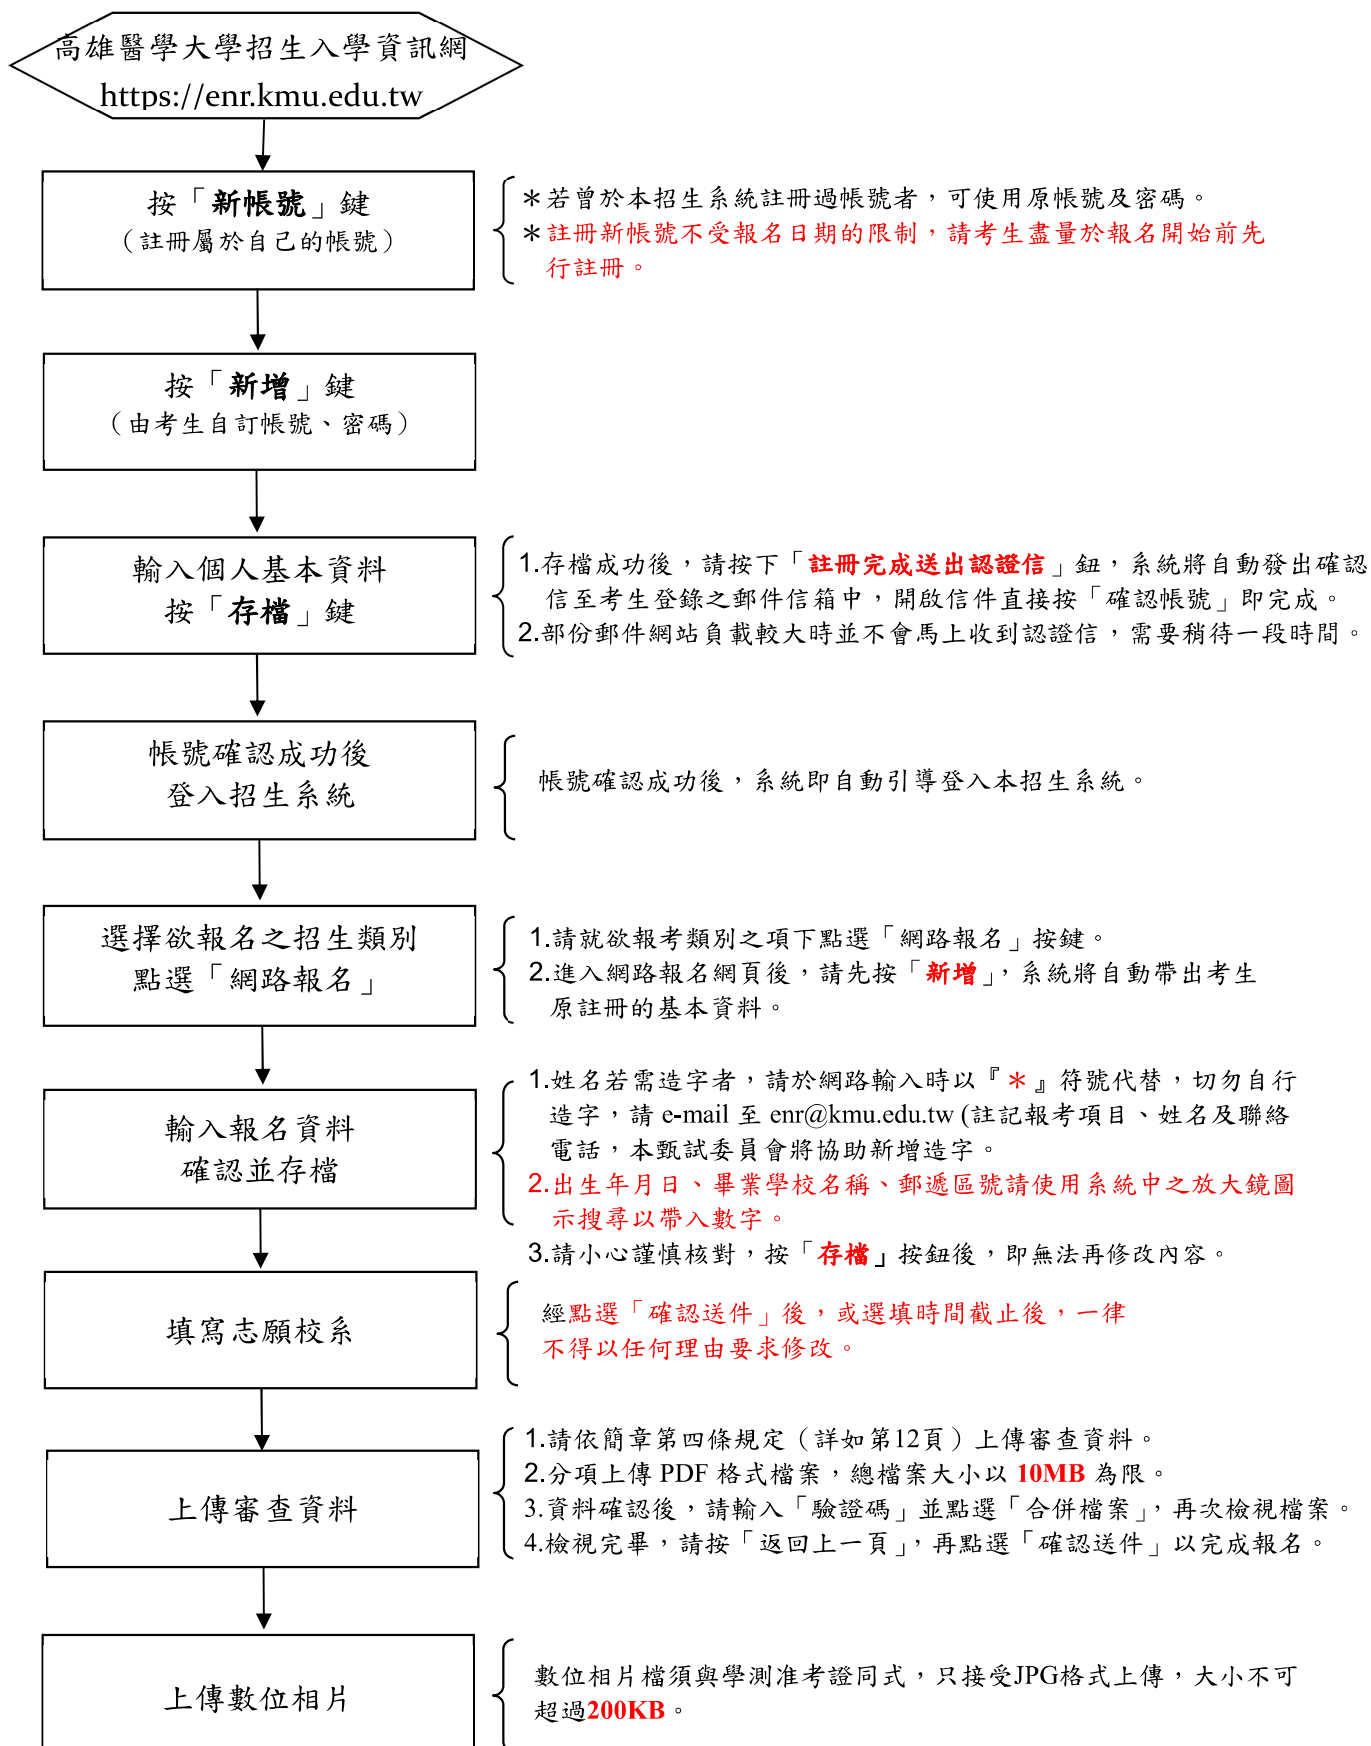 高雄醫學大學招生入學資訊網
https://enr.kmu.edu.tw
按「新帳號」鍵
（註冊屬於自己的帳號）
＊若曾於本招生系統註冊過帳號者，可使用原帳號及密碼。
＊註冊新帳號不受報名日期的限制，請考生盡量於報名開始前先
行註冊。
按「新增」鍵
（由考生自訂帳號、密碼）
輸入個人基本資料
按「存檔」鍵
1.存檔成功後，請按下「註冊完成送出認證信」鈕，系統將自動發出確認
信至考生登錄之郵件信箱中，開啟信件直接按「確認帳號」即完成。
2.部份郵件網站負載較大時並不會馬上收到認證信，需要稍待一段時間。
帳號確認成功後
登入招生系統
帳號確認成功後，系統即自動引導登入本招生系統。
選擇欲報名之招生類別
點選「網路報名」
1.請就欲報考類別之項下點選「網路報名」按鍵。
2.進入網路報名網頁後，請先按「新增」，系統將自動帶出考生
原註冊的基本資料。
輸入報名資料
確認並存檔
1.姓名若需造字者，請於網路輸入時以『＊』符號代替，切勿自行
造字，請 e-mail 至 enr@kmu.edu.tw (註記報考項目、姓名及聯絡
電話，本甄試委員會將協助新增造字。
2.出生年月日、畢業學校名稱、郵遞區號請使用系統中之放大鏡圖
示搜尋以帶入數字。
3.請小心謹慎核對，按「存檔」按鈕後，即無法再修改內容。
填寫志願校系
經點選「確認送件」後，或選填時間截止後，一律
不得以任何理由要求修改。
上傳審查資料
1.請依簡章第四條規定（詳如第12頁）上傳審查資料。
2.分項上傳 PDF 格式檔案，總檔案大小以 10MB 為限。
3.資料確認後，請輸入「驗證碼」並點選「合併檔案」，再次檢視檔案。
4.檢視完畢，請按「返回上一頁」，再點選「確認送件」以完成報名。
上傳數位相片
數位相片檔須與學測准考證同式，只接受JPG格式上傳，大小不可
超過200KB。